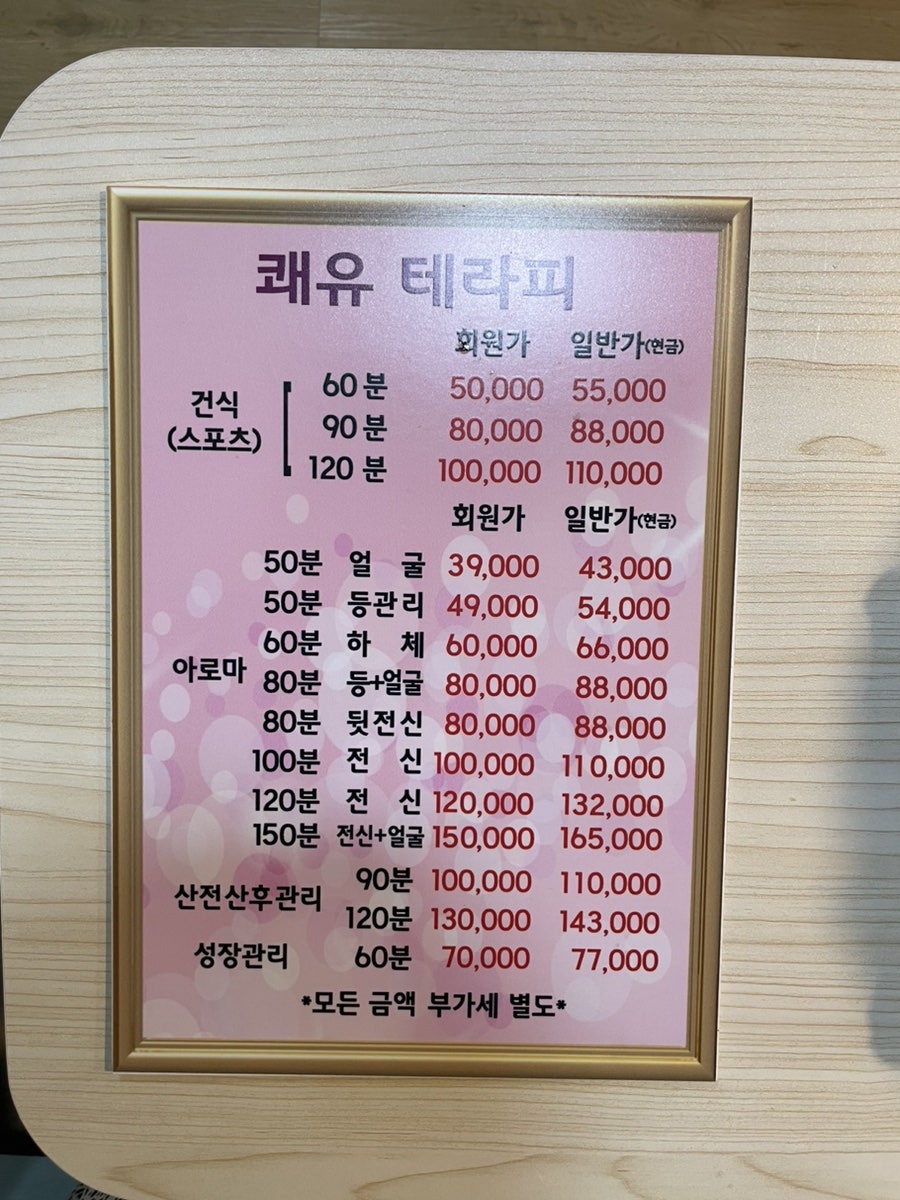 쾌유 테라피
회원가 일반가(현금)
건식 (스포츠)
60분 50,000 55,000
90분 80,000 88,000
120분 100,000 110,000
회원가 일반가(현금)
아로마
50분 얼굴 39,000 43,000
50분 등관리 49,000 54,000
60분 하체 60,000 66,000
80분 등+얼굴 80,000 88,000
80분 뒷전신 80,000 88,000
100분 전신 100,000 110,000
120분 전신 120,000 132,000
150분 전신+얼굴 150,000 165,000
산전산후관리
90분 100,000 110,000
120분 130,000 143,000
성장관리 60분 70,000 77,000
*모든 금액 부가세 별도*